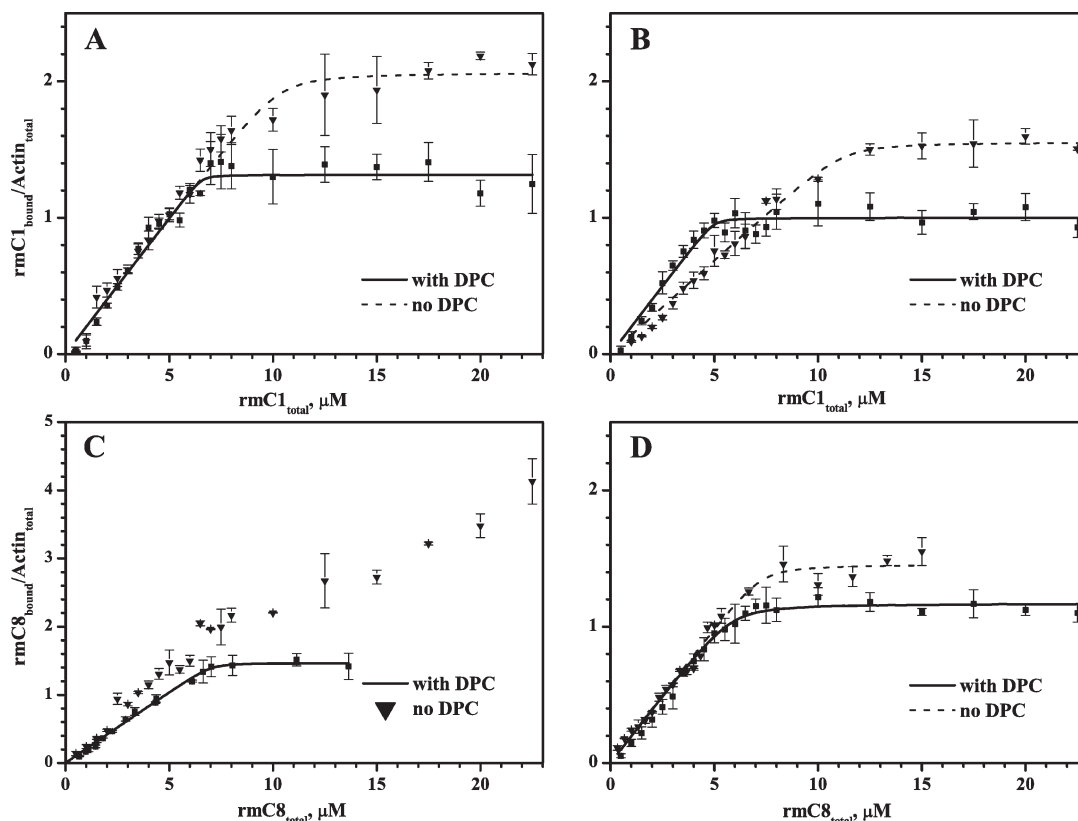 A
rmC1bound/Actintotal
2
1
0
with DPC
no DPC
0 5 10 15 20
rmC1total, μM
B
2
1
0
with DPC
no DPC
0 5 10 15 20
rmC1total, μM
C
rmC8bound/Actintotal
5
4
3
2
1
0
with DPC
no DPC
0 5 10 15 20
rmC8total, μM
D
2
1
0
with DPC
no DPC
0 5 10 15 20
rmC8total, μM